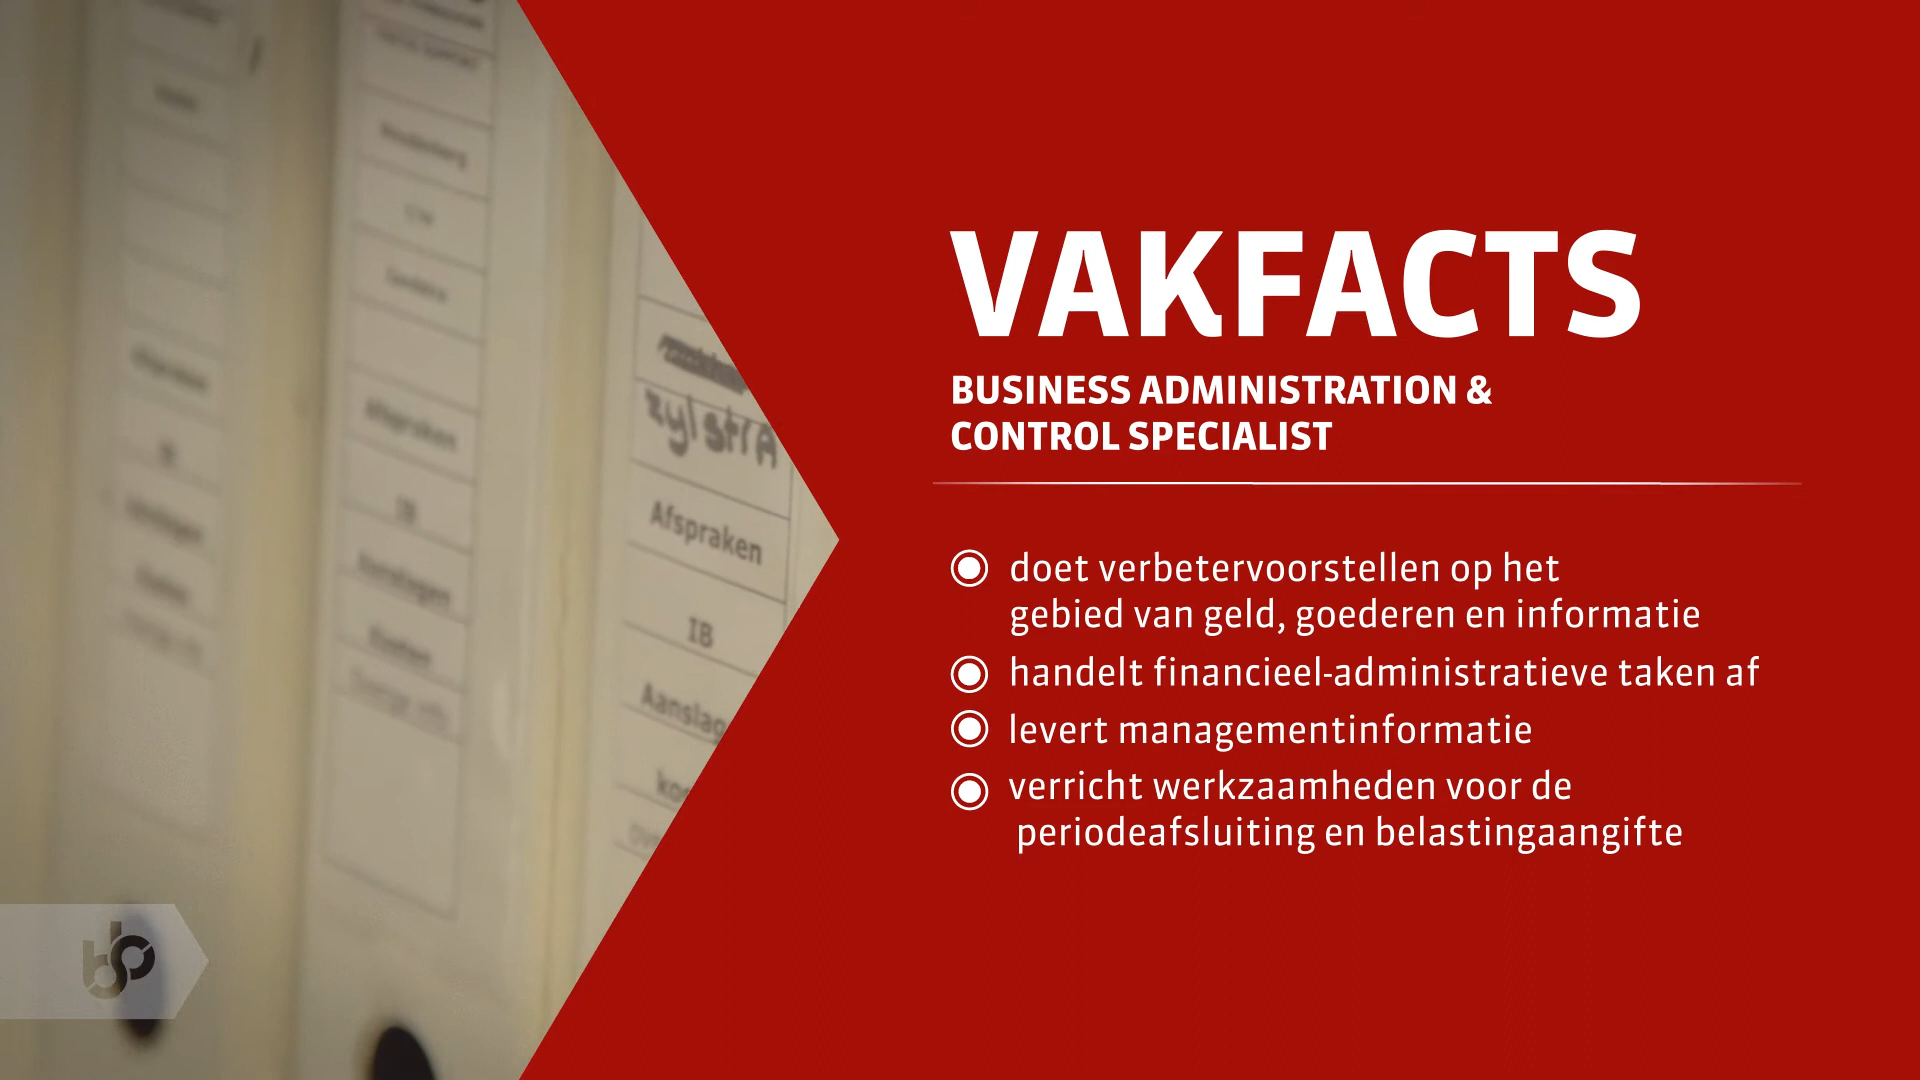 zylstrA
Afspraken
IB
VAKFACTS
BUSINESS ADMINISTRATION &
CONTROL SPECIALIST
doet verbetervoorstellen op het
gebied van geld, goederen en informatie
handelt financieel-administratieve taken af
levert managementinformatie
verricht werkzaamheden voor de
periodeafsluiting en belastingaangifte